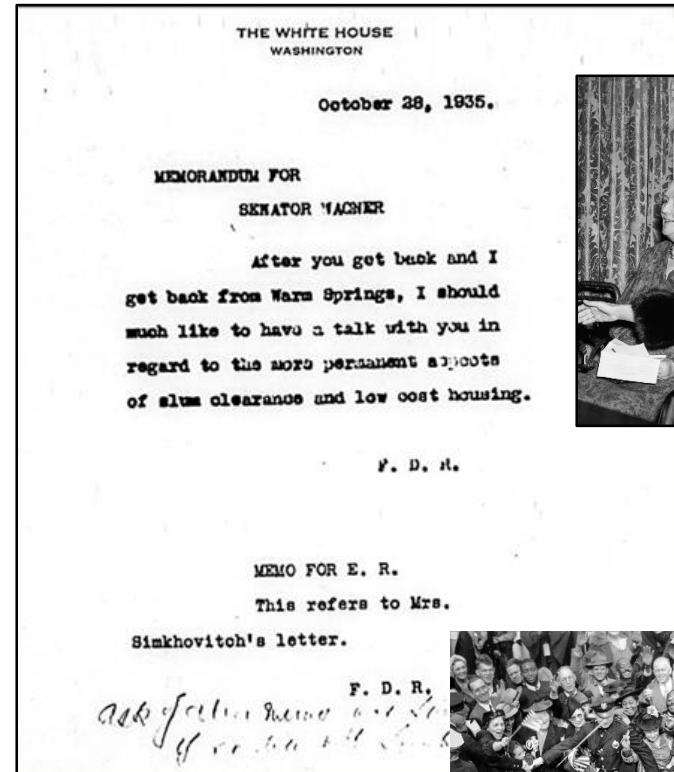 THE WHITE HOUSE
WASHINGTON
October 28, 1935.
MEMORANDUM FOR
SENATOR WAGNER
After you get back and I
get back from Warm Springs, I should
much like to have a talk with you in
regard to the more permanent aspects
of slum clearance and low cost housing.
F. D. R.
MEMO FOR E. R.
This refers to Mrs.
Simkhovitch's letter.
F. D. R.
ask